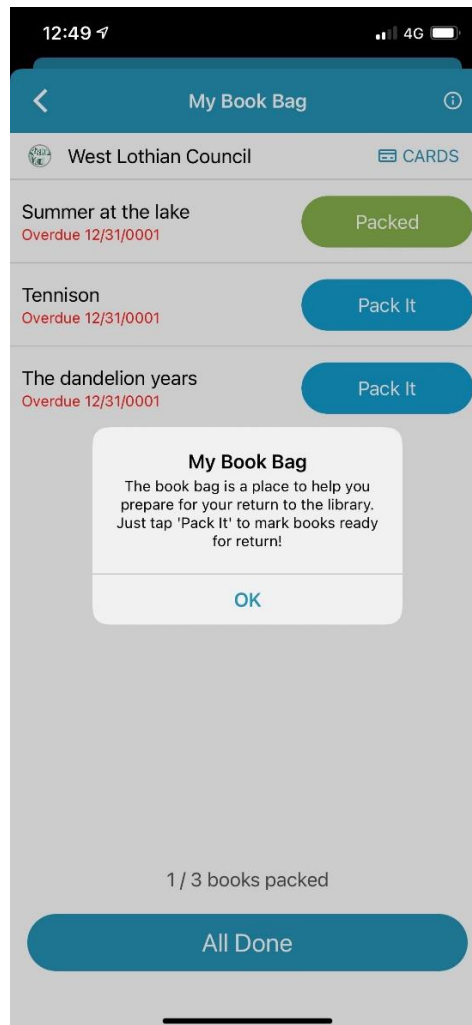 12:49
4G
My Book Bag
West Lothian Council
CARDS
Summer at the lake
Overdue 12/31/0001
Packed
Tennison
Overdue 12/31/0001
Pack It
The dandelion years
Overdue 12/31/0001
Pack It
My Book Bag
The book bag is a place to help you
prepare for your return to the library.
Just tap 'Pack It' to mark books ready
for return!
OK
1 / 3 books packed
All Done